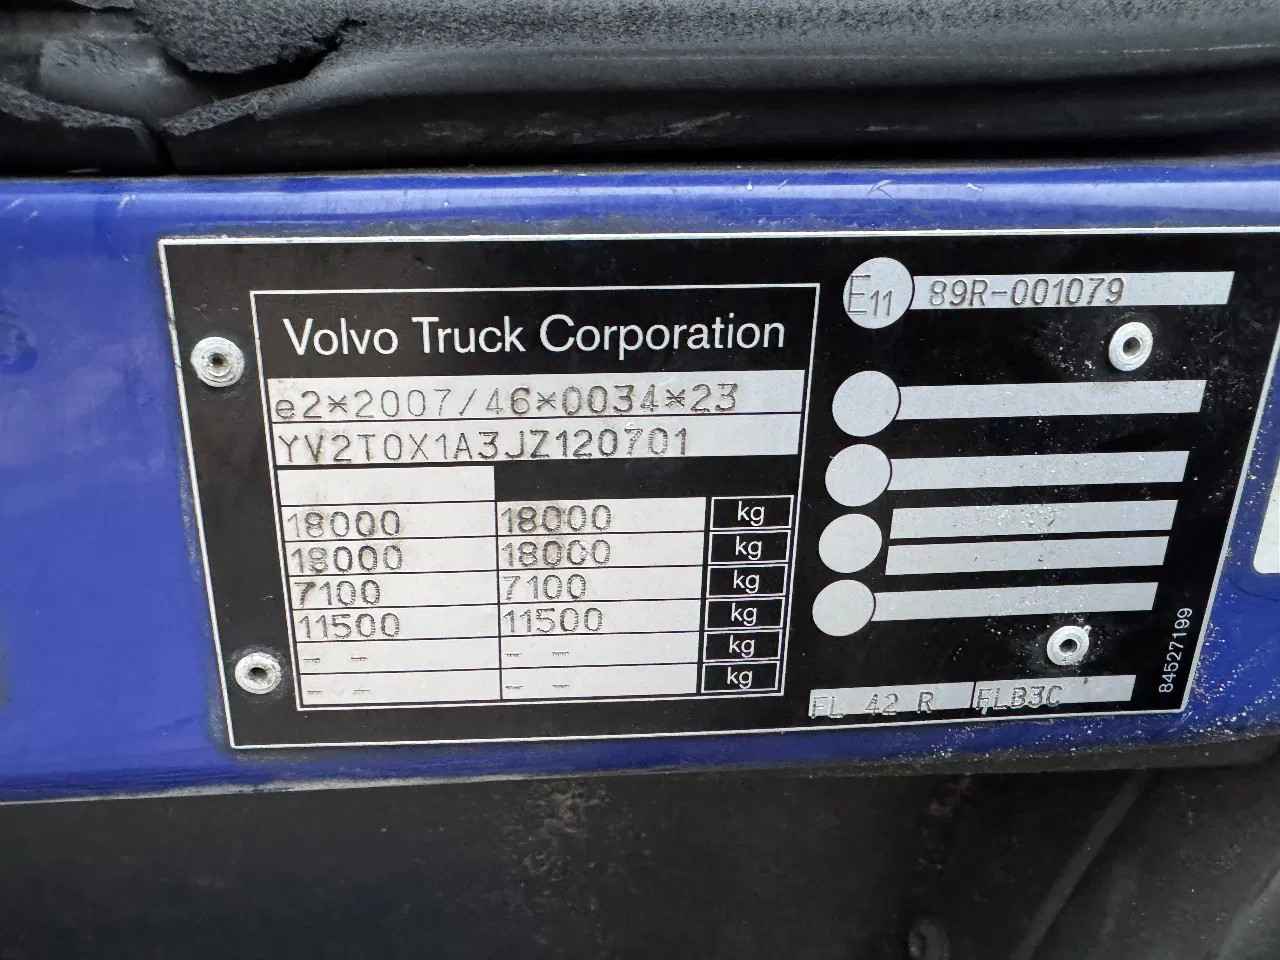 Volvo Truck Corporation
e2*2007/46*0034*23
YV2T0X1A3JZ120701
18000 18000 kg
18000 18000 kg
7100 7100 kg
11500 11500 kg
- - - - kg
- - - - kg
E11 89R-001079
FL 42 R FLB3C
84527199